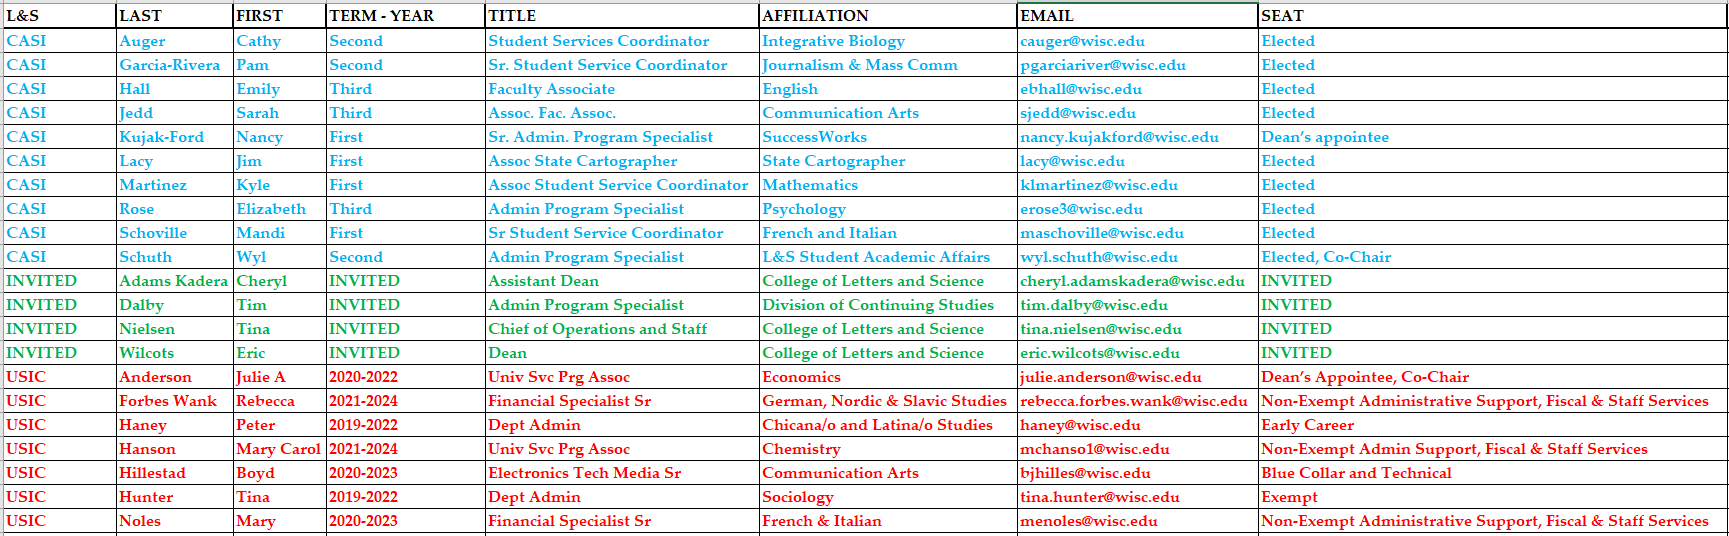 L&S LAST FIRST TERM - YEAR TITLE AFFILIATION EMAIL SEAT
CASI Auger Cathy Second Student Services Coordinator Integrative Biology cauger@wisc.edu Elected
CASI Garcia-Rivera Pam Second Sr. Student Service Coordinator Journalism & Mass Comm pgarciariver@wisc.edu Elected
CASI Hall Emily Third Faculty Associate English ebhall@wisc.edu Elected
CASI Jedd Sarah Third Assoc. Fac. Assoc. Communication Arts sjedd@wisc.edu Elected
CASI Kujak-Ford Nancy First Sr. Admin. Program Specialist SuccessWorks nancy.kujakford@wisc.edu Dean’s appointee
CASI Lacy Jim First Assoc State Cartographer State Cartographer lacy@wisc.edu Elected
CASI Martinez Kyle First Assoc Student Service Coordinator Mathematics klmartinez@wisc.edu Elected
CASI Rose Elizabeth Third Admin Program Specialist Psychology erose3@wisc.edu Elected
CASI Schoville Mandi First Sr Student Service Coordinator French and Italian maschoville@wisc.edu Elected
CASI Schuth Wyl Second Admin Program Specialist L&S Student Academic Affairs wyl.schuth@wisc.edu Elected, Co-Chair
INVITED Adams Kadera Cheryl INVITED Assistant Dean College of Letters and Science cheryl.adamskadera@wisc.edu INVITED
INVITED Dalby Tim INVITED Admin Program Specialist Division of Continuing Studies tim.dalby@wisc.edu INVITED
INVITED Nielsen Tina INVITED Chief of Operations and Staff College of Letters and Science tina.nielsen@wisc.edu INVITED
INVITED Wilcots Eric INVITED Dean College of Letters and Science eric.wilcots@wisc.edu INVITED
USIC Anderson Julie A 2020-2022 Univ Svc Prg Assoc Economics julie.anderson@wisc.edu Dean’s Appointee, Co-Chair
USIC Forbes Wank Rebecca 2021-2024 Financial Specialist Sr German, Nordic & Slavic Studies rebecca.forbes.wank@wisc.edu Non-Exempt Administrative Support, Fiscal & Staff Services
USIC Haney Peter 2019-2022 Dept Admin Chicana/o and Latina/o Studies haney@wisc.edu Early Career
USIC Hanson Mary Carol 2021-2024 Univ Svc Prg Assoc Chemistry mchanso1@wisc.edu Non-Exempt Admin Support, Fiscal & Staff Services
USIC Hillestad Boyd 2020-2023 Electronics Tech Media Sr Communication Arts bjhilles@wisc.edu Blue Collar and Technical
USIC Hunter Tina 2019-2022 Dept Admin Sociology tina.hunter@wisc.edu Exempt
USIC Noles Mary 2020-2023 Financial Specialist Sr French & Italian menoles@wisc.edu Non-Exempt Administrative Support, Fiscal & Staff Services